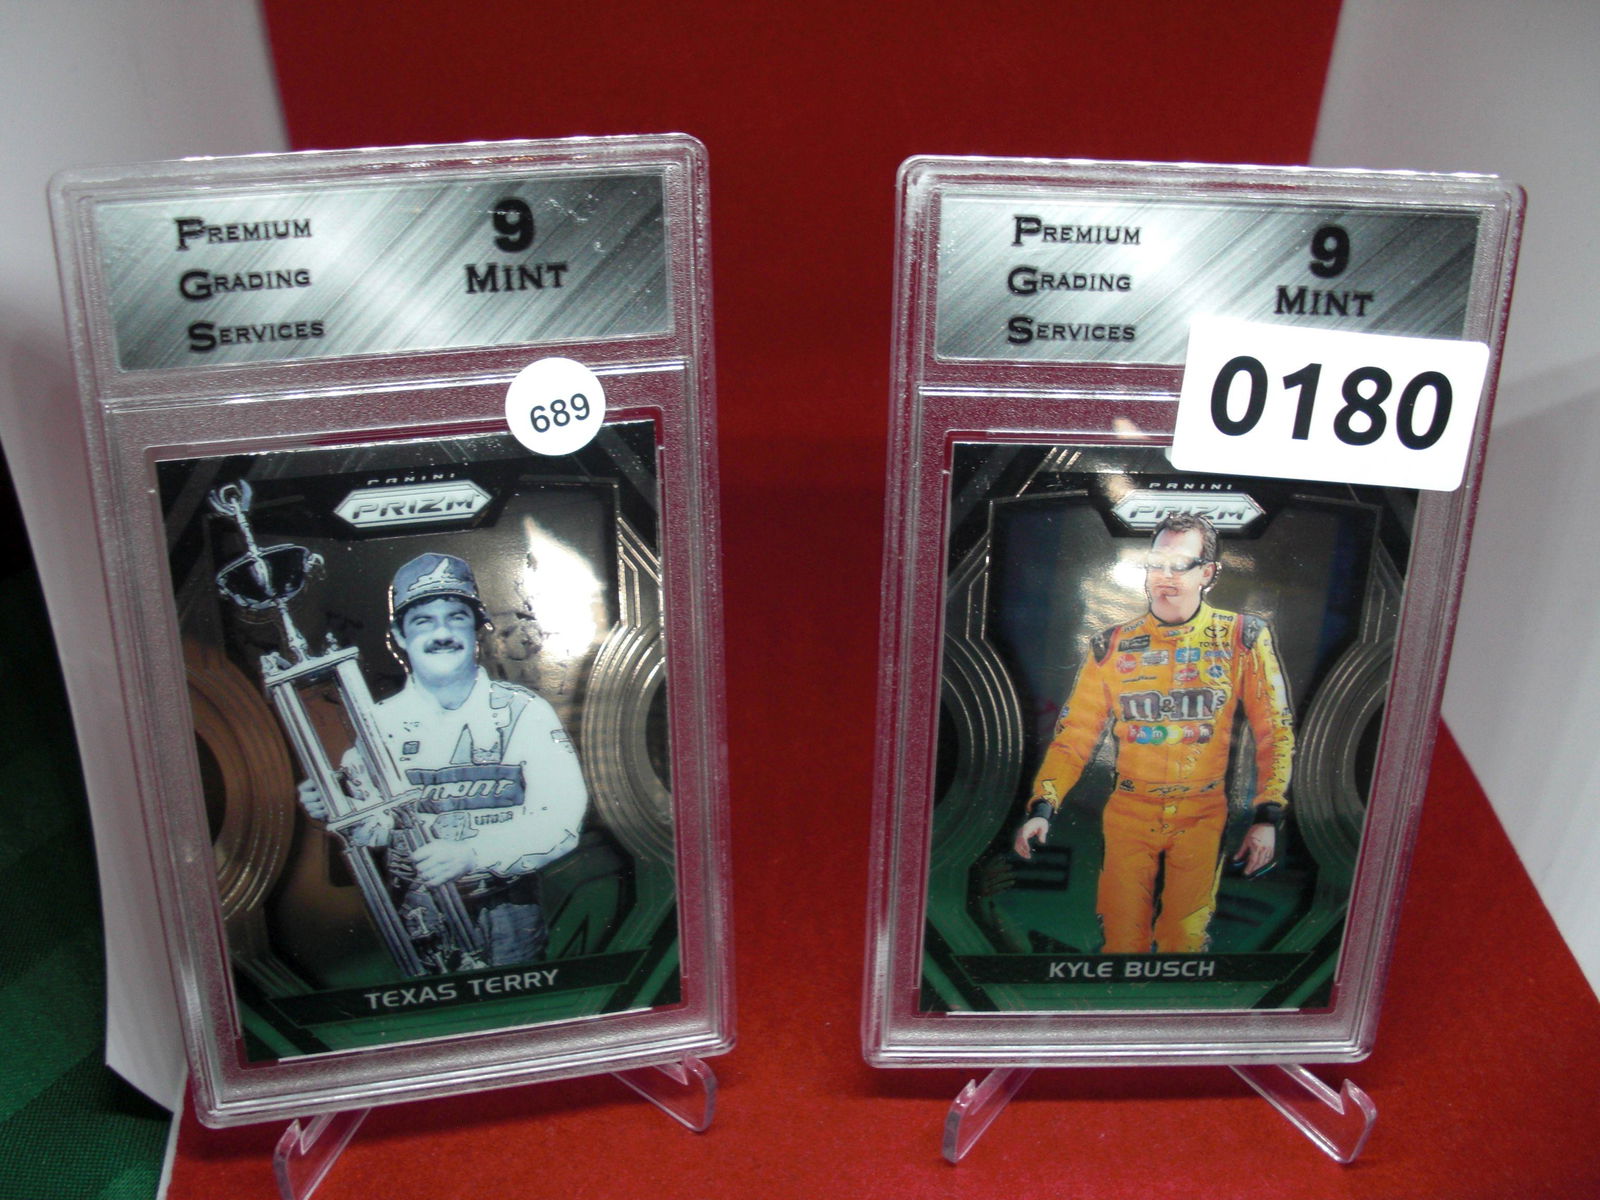 PREMIUM
GRADING
SERVICES
9
MINT
689
PANINI
PRIZM
TEXAS TERRY
PREMIUM
GRADING
SERVICES
9
MINT
0180
PANINI
PRIZM
TOYOTA
m&m's
KYLE BUSCH